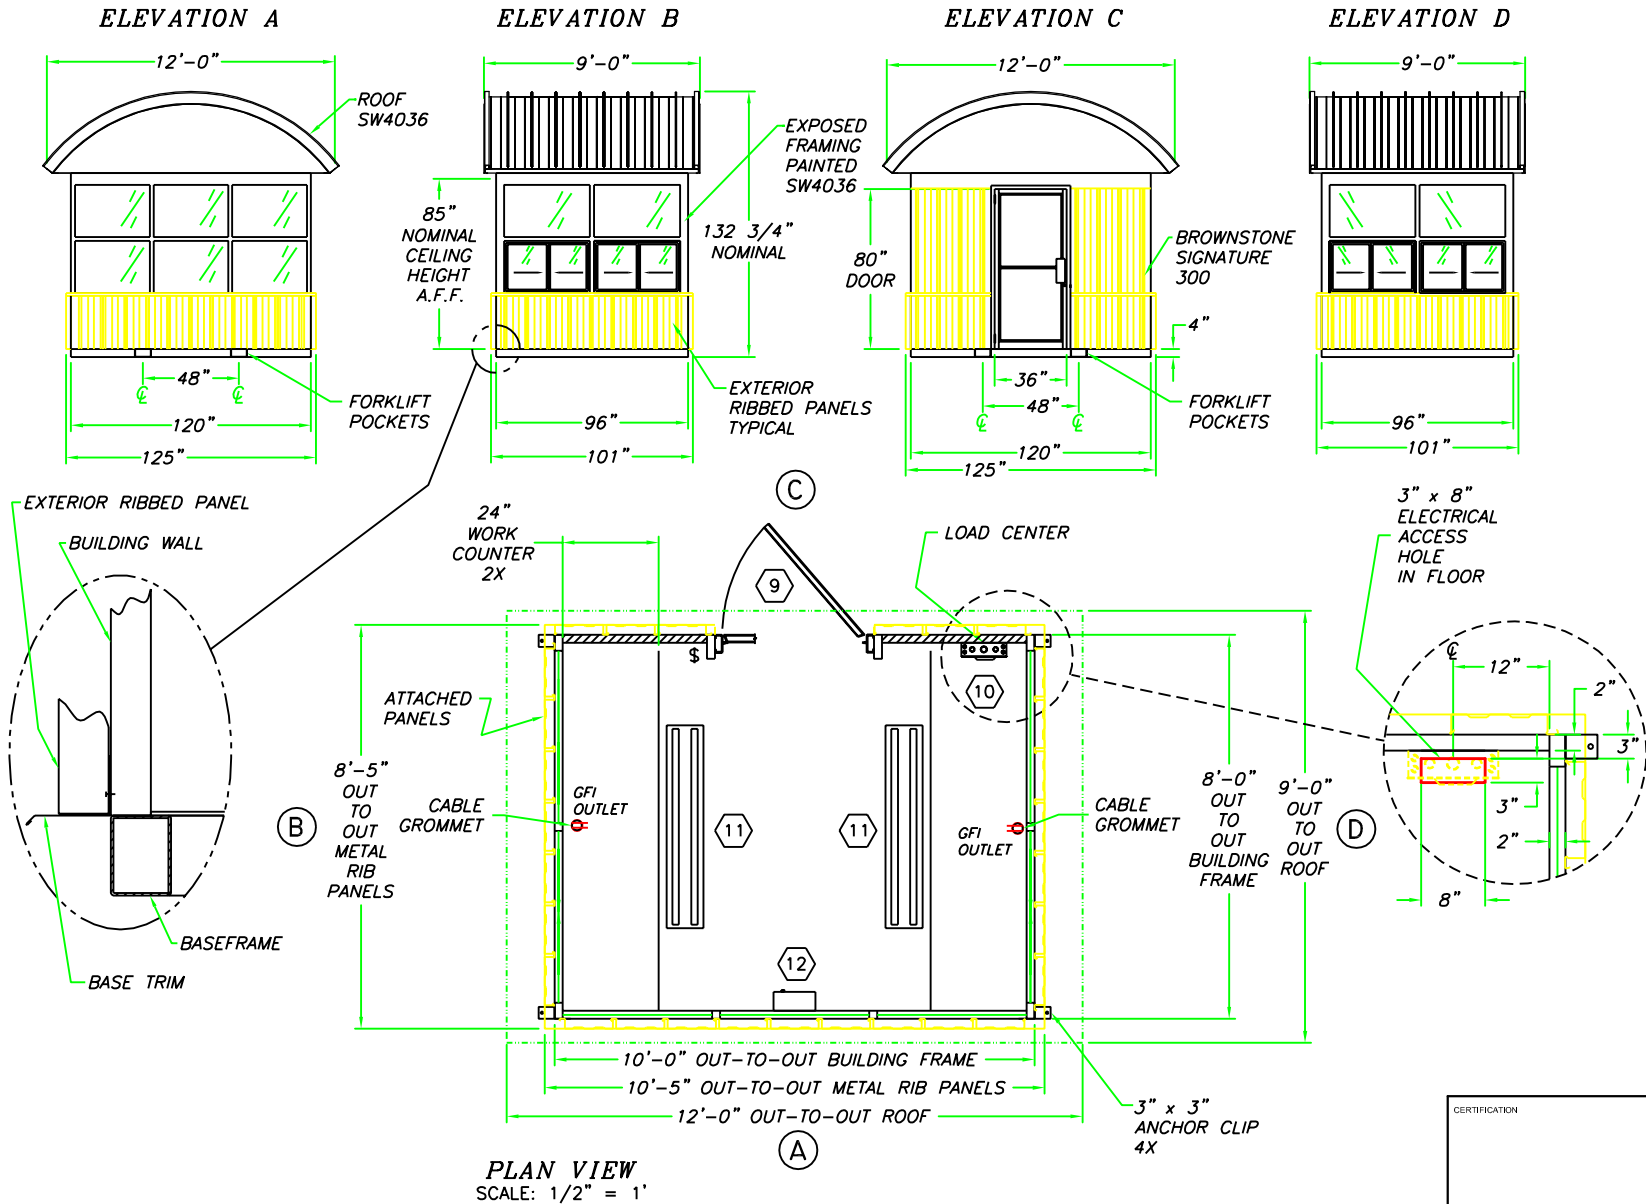 ELEVATION A
12'-0"
ROOF
SW4036
48"
℄
℄
FORKLIFT
POCKETS
120"
125"
ELEVATION B
9'-0"
85"
NOMINAL
CEILING
HEIGHT
A.F.F.
EXPOSED
FRAMING
PAINTED
SW4036
132 3/4"
NOMINAL
EXTERIOR
RIBBED PANELS
TYPICAL
96"
101"
ELEVATION C
12'-0"
80"
DOOR
BROWNSTONE
SIGNATURE
300
4"
36"
48"
℄
℄
FORKLIFT
POCKETS
120"
125"
ELEVATION D
9'-0"
96"
101"
EXTERIOR RIBBED PANEL
BUILDING WALL
BASEFRAME
BASE TRIM
C
24"
WORK
COUNTER
2X
9
LOAD CENTER
$
10
ATTACHED
PANELS
8'-5"
OUT
TO
OUT
METAL
RIB
PANELS
B
CABLE
GROMMET
GFI
OUTLET
11
11
GFI
OUTLET
CABLE
GROMMET
12
8'-0"
OUT
TO
OUT
BUILDING
FRAME
9'-0"
OUT
TO
OUT
ROOF
D
3" x 8"
ELECTRICAL
ACCESS
HOLE
IN FLOOR
℄
12"
2"
3"
3"
2"
8"
10'-0" OUT-TO-OUT BUILDING FRAME
10'-5" OUT-TO-OUT METAL RIB PANELS
12'-0" OUT-TO-OUT ROOF
3" x 3"
ANCHOR CLIP
4X
A
PLAN VIEW
SCALE: 1/2" = 1'
CERTIFICATION